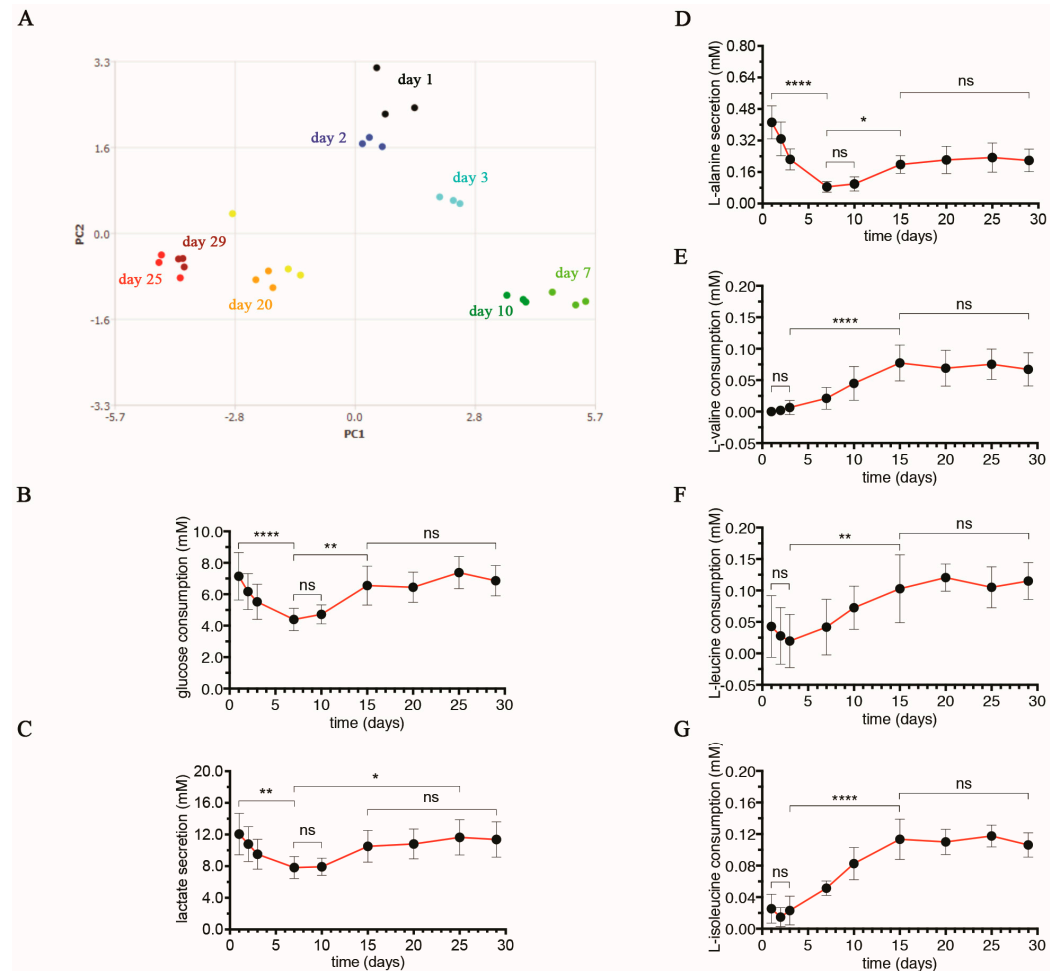 A
3.3
1.6
0.0
-1.6
-3.3
PC2
-5.7
-2.8
0.0
2.8
5.7
PC1
day 1
day 2
day 3
day 29
day 25
day 20
day 7
day 10
B
glucose consumption (mM)
10.0
8.0
6.0
4.0
2.0
0.0
0 5 10 15 20 25 30
time (days)
****
**
ns
ns
C
lactate secretion (mM)
20.0
16.0
12.0
8.0
4.0
0.0
0 5 10 15 20 25 30
time (days)
**
*
ns
ns
D
L-alanine secretion (mM)
0.80
0.64
0.48
0.32
0.16
0.00
0 5 10 15 20 25 30
time (days)
****
*
ns
ns
E
L-valine consumption (mM)
0.20
0.15
0.10
0.05
0.00
-0.05
0 5 10 15 20 25 30
time (days)
ns
****
ns
F
L-leucine consumption (mM)
0.20
0.15
0.10
0.05
0.00
-0.05
0 5 10 15 20 25 30
time (days)
ns
**
ns
G
L-isoleucine consumption (mM)
0.20
0.16
0.12
0.08
0.04
0.00
0 5 10 15 20 25 30
time (days)
ns
****
ns